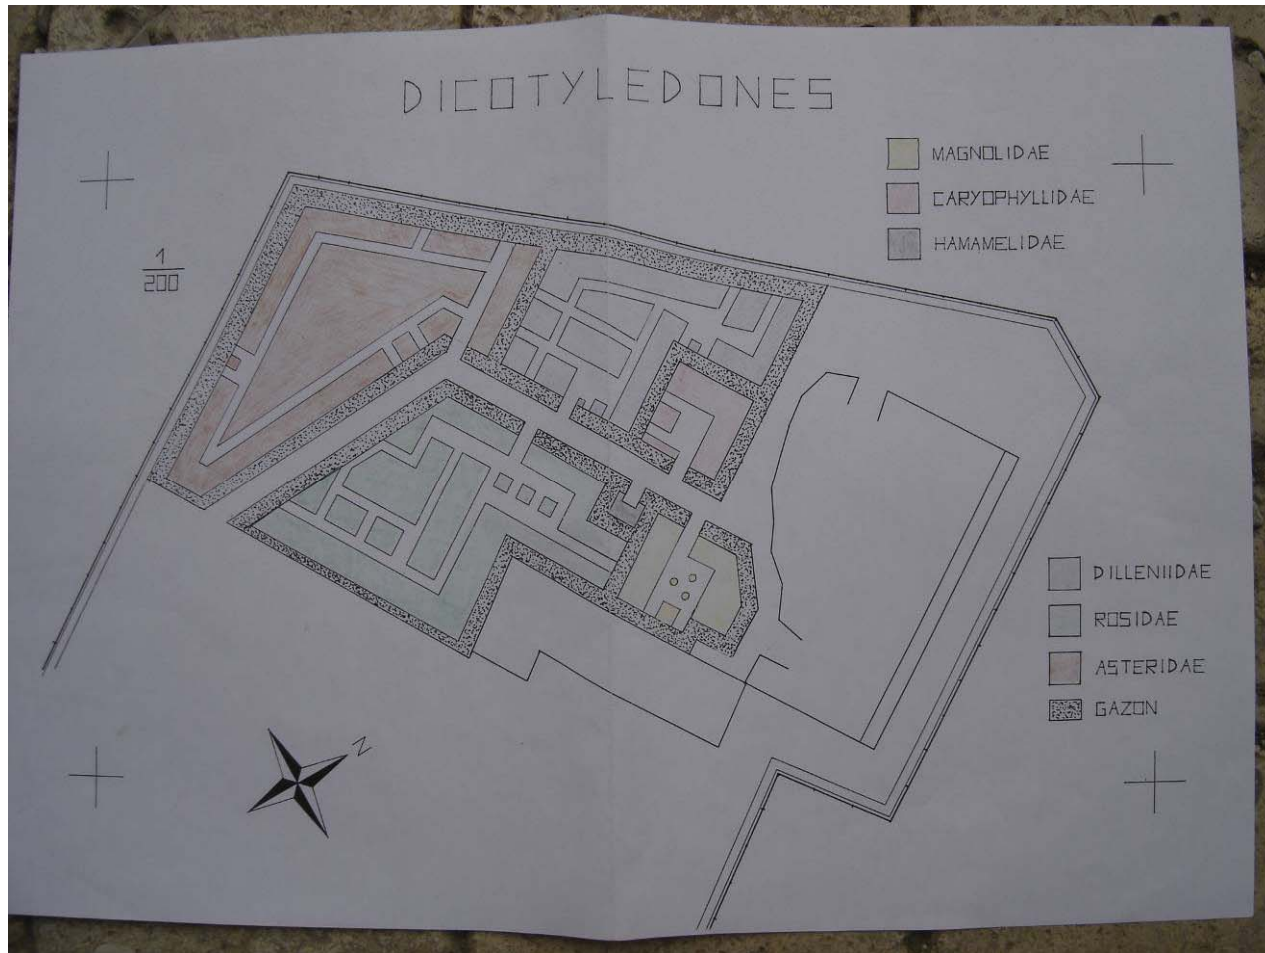 DICOTYLEDONES
MAGNOLIDAE
CARYOPHYLLIDAE
HAMAMELIDAE
1
200
DILLENIIDAE
ROSIDAE
ASTERIDAE
GAZON
N